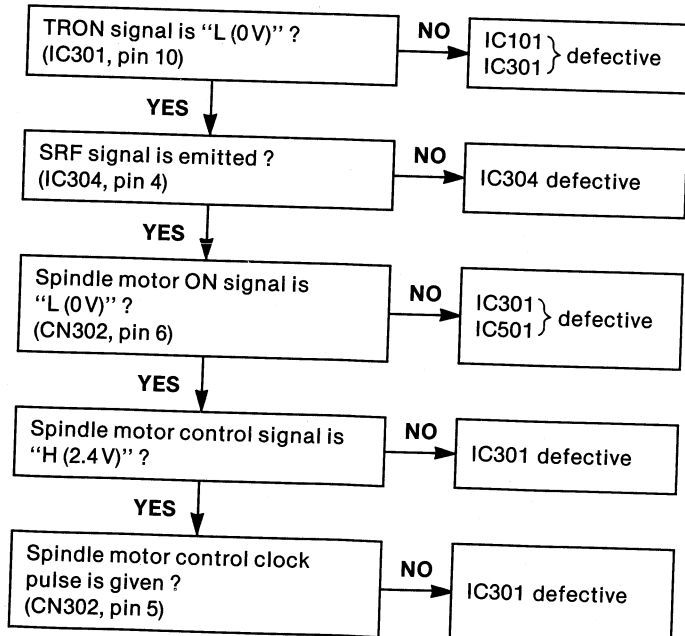 TRON signal is “L (0V)” ?
(IC301, pin 10)
NO
IC101
IC301
} defective
YES
SRF signal is emitted ?
(IC304, pin 4)
NO
IC304 defective
YES
Spindle motor ON signal is
“L (0V)” ?
(CN302, pin 6)
NO
IC301
IC501
} defective
YES
Spindle motor control signal is
“H (2.4V)” ?
NO
IC301 defective
YES
Spindle motor control clock
pulse is given ?
(CN302, pin 5)
NO
IC301 defective